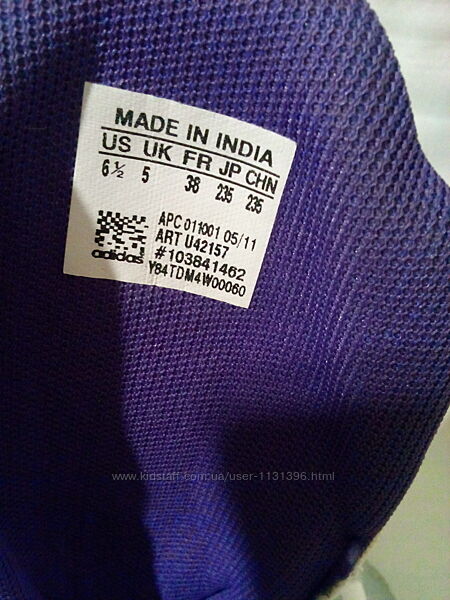 MADE IN INDIA
US UK FR JP CHN
6½ 5 38 235 235
APC 011001 05/11
ART U42157
#103841462
Y84TDM4W00060
adidas
www.kidstaff.com.ua/user-1131396.html